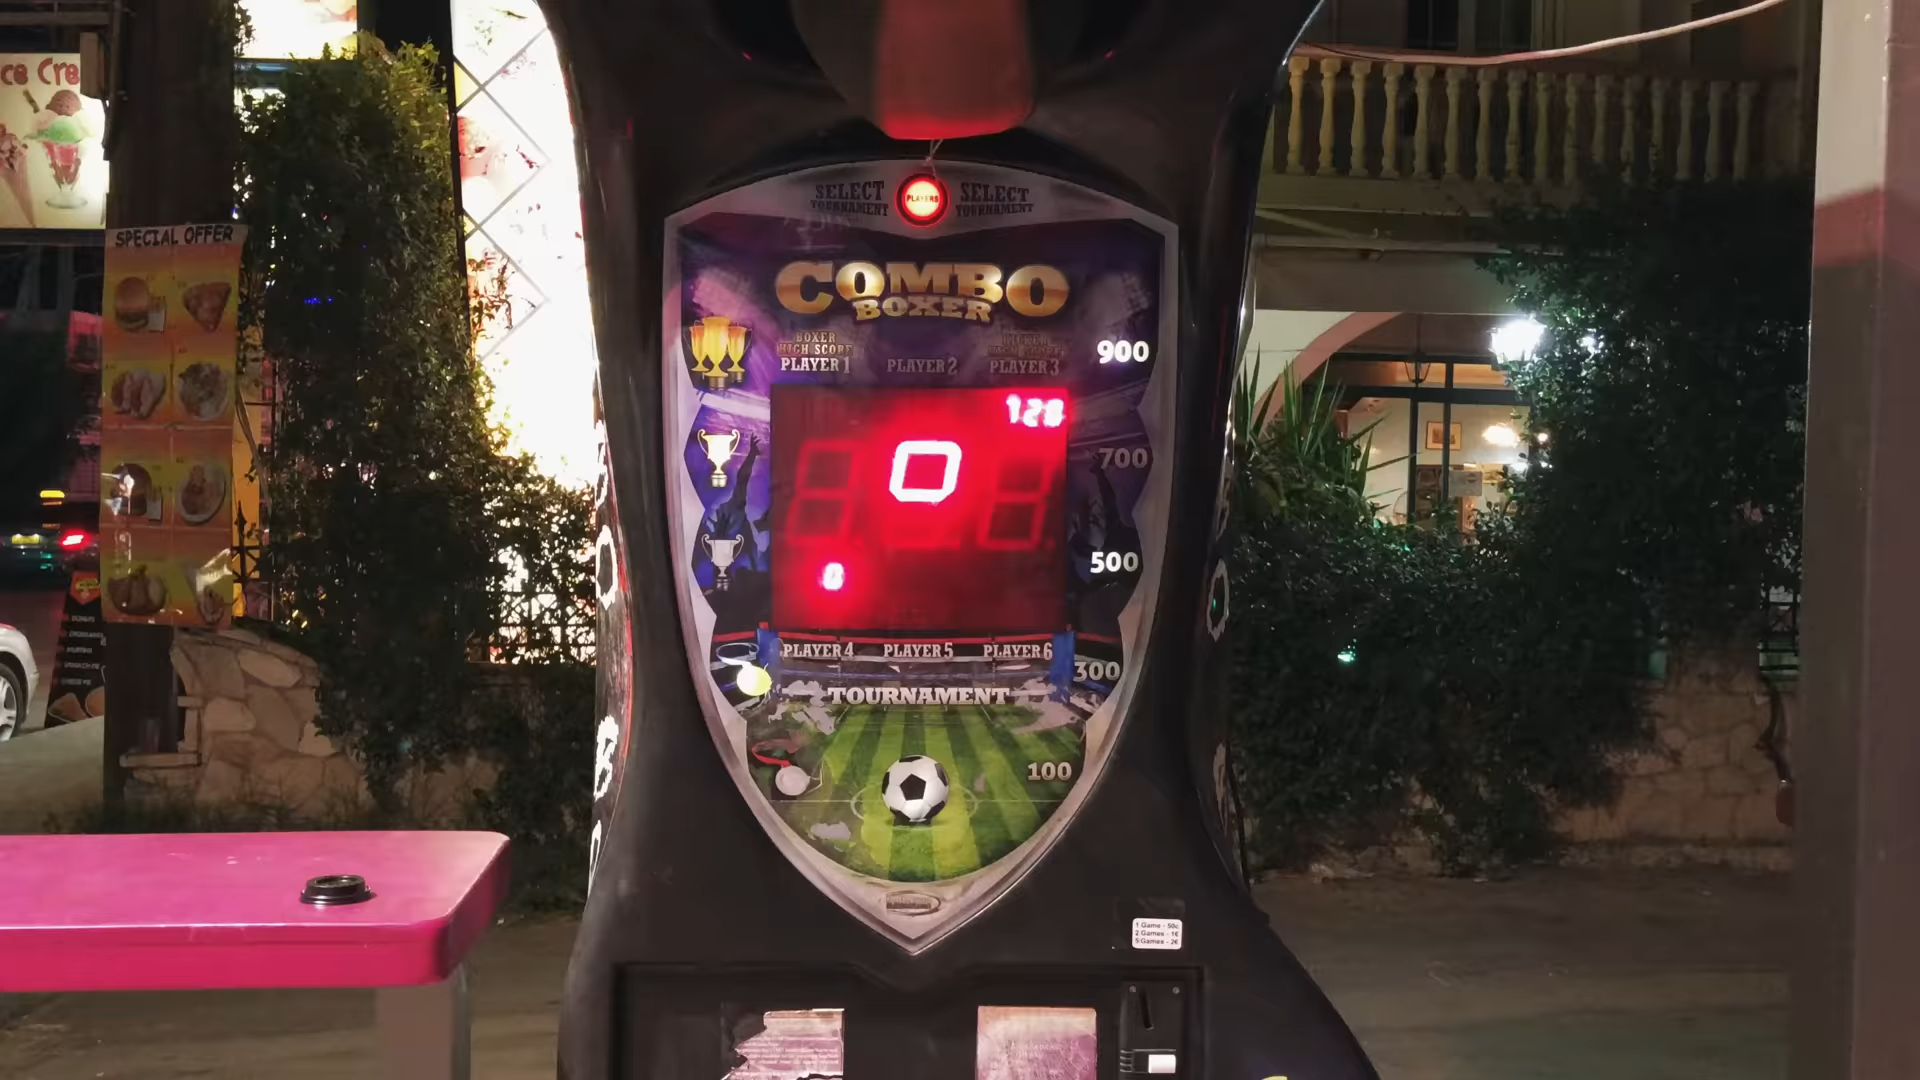 ce Cre
SPECIAL OFFER
SELECT TOURNAMENT
PLAYERS
SELECT TOURNAMENT
COMBO
BOXER
BOXER
HIGH SCORE
PLAYER 1
PLAYER 2
HIGH SCORE
PLAYER 3
900
128
0
700
500
0
PLAYER 4
PLAYER 5
PLAYER 6
300
TOURNAMENT
100
1 Game - 50c
2 Games - 1€
5 Games - 2€